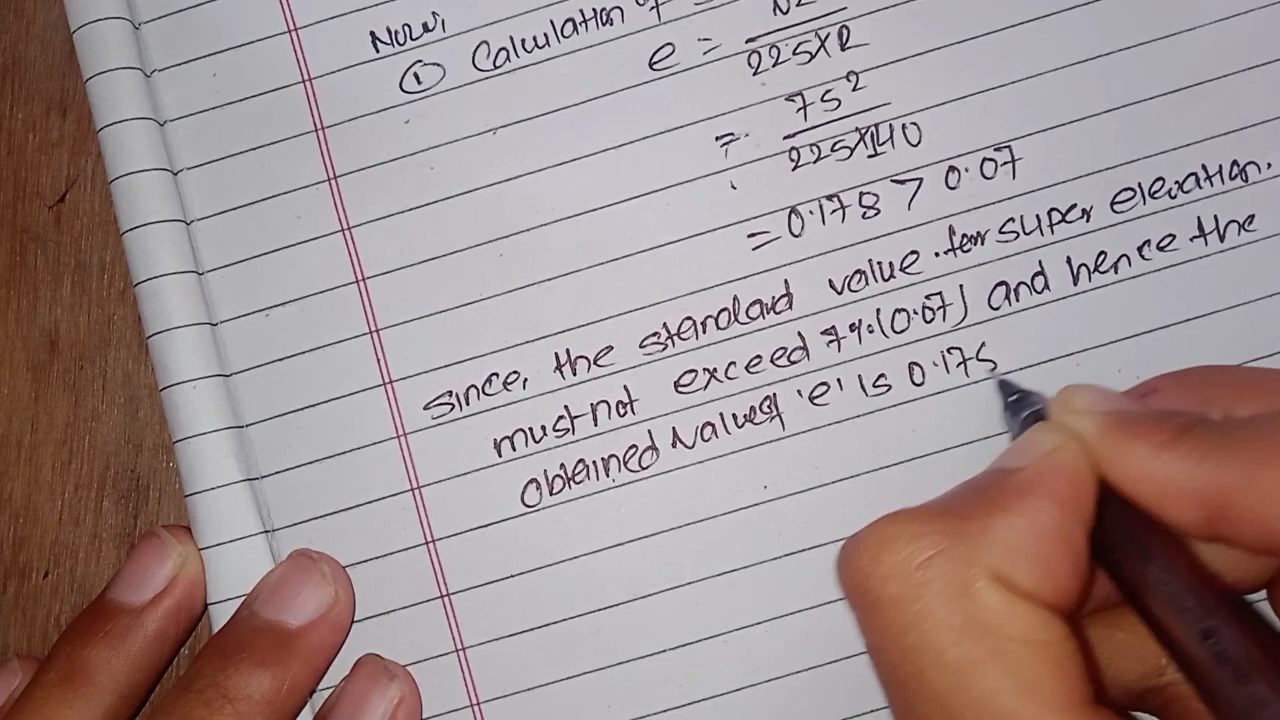 Now,
① Calculation of
e = V² / 225×R
= 75² / 225×140
= 0.178 > 0.07
Since, the standard value for super elevation.
must not exceed 7%(0.07) and hence the
obtained value of 'e' is 0.175